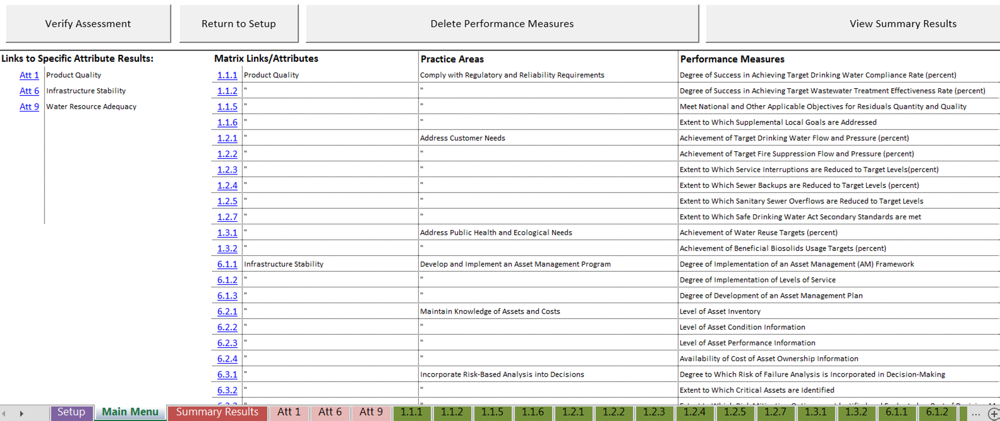 Verify Assessment Return to Setup Delete Performance Measures View Summary Results
Links to Specific Attribute Results: Matrix Links/Attributes Practice Areas Performance Measures
Att 1 Product Quality 1.1.1 Product Quality Comply with Regulatory and Reliability Requirements Degree of Success in Achieving Target Drinking Water Compliance Rate (percent)
Att 6 Infrastructure Stability 1.1.2 " " Degree of Success in Achieving Target Wastewater Treatment Effectiveness Rate (percent)
Att 9 Water Resource Adequacy 1.1.5 " " Meet National and Other Applicable Objectives for Residuals Quantity and Quality
1.1.6 " " Extent to Which Supplemental Local Goals are Addressed
1.2.1 " Address Customer Needs Achievement of Target Drinking Water Flow and Pressure (percent)
1.2.2 " " Achievement of Target Fire Suppression Flow and Pressure (percent)
1.2.3 " " Extent to Which Service Interruptions are Reduced to Target Levels(percent)
1.2.4 " " Extent to Which Sewer Backups are Reduced to Target Levels (percent)
1.2.5 " " Extent to Which Sanitary Sewer Overflows are Reduced to Target Levels
1.2.7 " " Extent to Which Safe Drinking Water Act Secondary Standards are met
1.3.1 " Address Public Health and Ecological Needs Achievement of Water Reuse Targets (percent)
1.3.2 " " Achievement of Beneficial Biosolids Usage Targets (percent)
6.1.1 Infrastructure Stability Develop and Implement an Asset Management Program Degree of Implementation of an Asset Management (AM) Framework
6.1.2 " " Degree of Implementation of Levels of Service
6.1.3 " " Degree of Development of an Asset Management Plan
6.2.1 " Maintain Knowledge of Assets and Costs Level of Asset Inventory
6.2.2 " " Level of Asset Condition Information
6.2.3 " " Level of Asset Performance Information
6.2.4 " " Availability of Cost of Asset Ownership Information
6.3.1 " Incorporate Risk-Based Analysis into Decisions Degree to Which Risk of Failure Analysis is Incorporated in Decision-Making
6.3.2 " " Extent to Which Critical Assets are Identified
Setup Main Menu Summary Results Att 1 Att 6 Att 9 1.1.1 1.1.2 1.1.5 1.1.6 1.2.1 1.2.2 1.2.3 1.2.4 1.2.5 1.2.7 1.3.1 1.3.2 6.1.1 6.1.2 ...